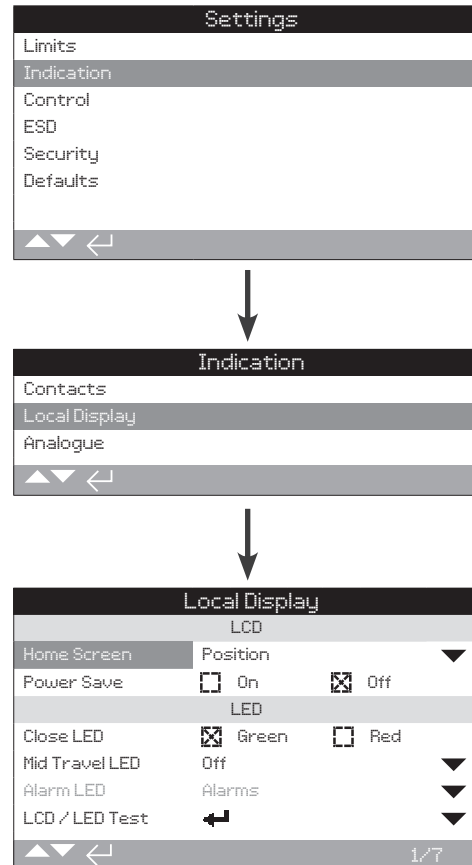 Settings
Limits
Indication
Control
ESD
Security
Defaults
Indication
Contacts
Local Display
Analogue
Local Display
LCD
Home Screen Position
Power Save On Off
LED
Close LED Green Red
Mid Travel LED Off
Alarm LED Alarms
LCD / LED Test
1/7